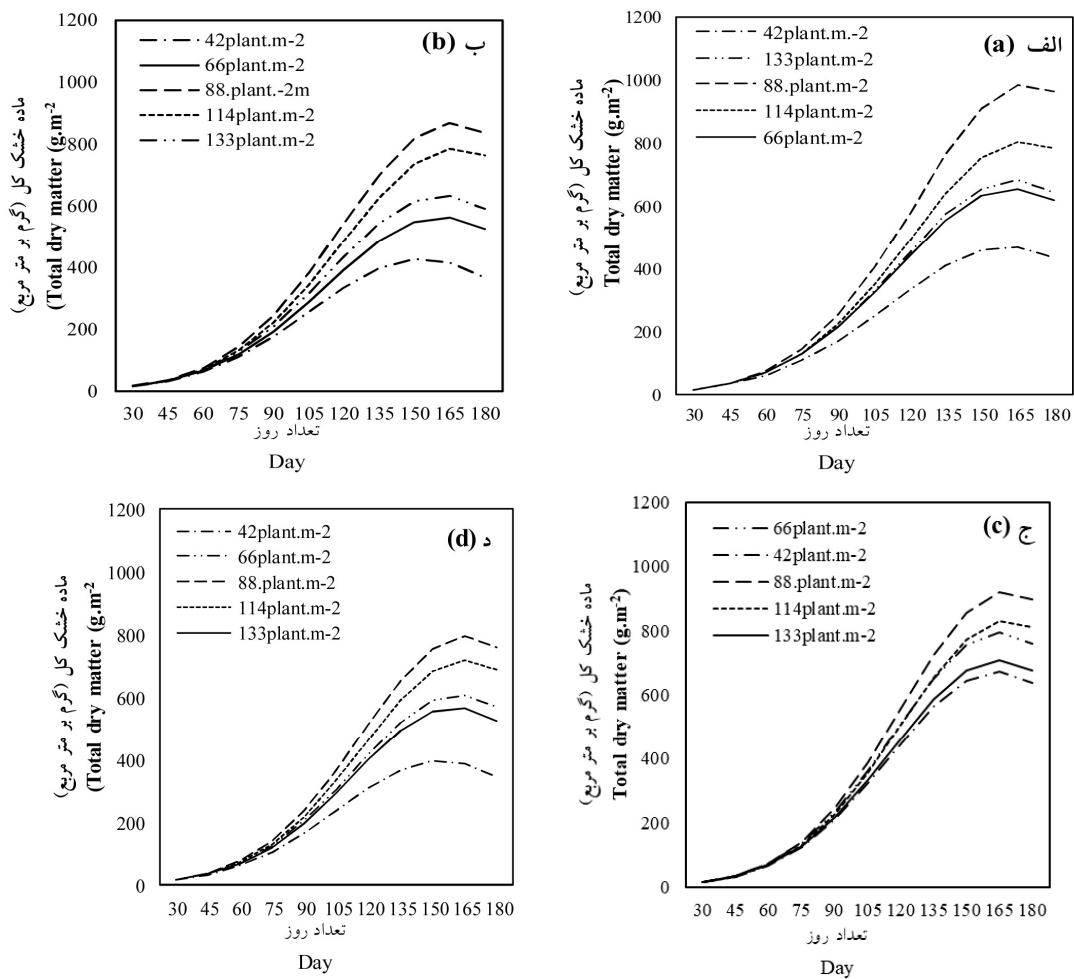 ب (b)
42plant.m-2
66plant.m-2
88.plant.-2m
114plant.m-2
133plant.m-2
ماده خشک کل (گرم بر متر مربع)
(Total dry matter (g.m-2
1200
1000
800
600
400
200
0
30 45 60 75 90 105 120 135 150 165 180
تعداد روز
Day
الف (a)
42plant.m.-2
133plant.m-2
88.plant.m-2
114plant.m-2
66plant.m-2
ماده خشک کل (گرم بر متر مربع)
Total dry matter (g.m-2)
1200
1000
800
600
400
200
0
30 45 60 75 90 105 120 135 150 165 180
تعداد روز
Day
د (d)
42plant.m-2
66plant.m-2
88.plant.m-2
114plant.m-2
133plant.m-2
ماده خشک کل (گرم بر متر مربع)
(Total dry matter (g.m-2
1200
1000
800
600
400
200
0
30 45 60 75 90 105 120 135 150 165 180
تعداد روز
Day
ج (c)
66plant.m-2
42plant.m-2
88.plant.m-2
114plant.m-2
133plant.m-2
ماده خشک کل (گرم بر متر مربع)
Total dry matter (g.m-2)
1200
1000
800
600
400
200
0
30 45 60 75 90 105 120 135 150 165 180
تعداد روز
Day